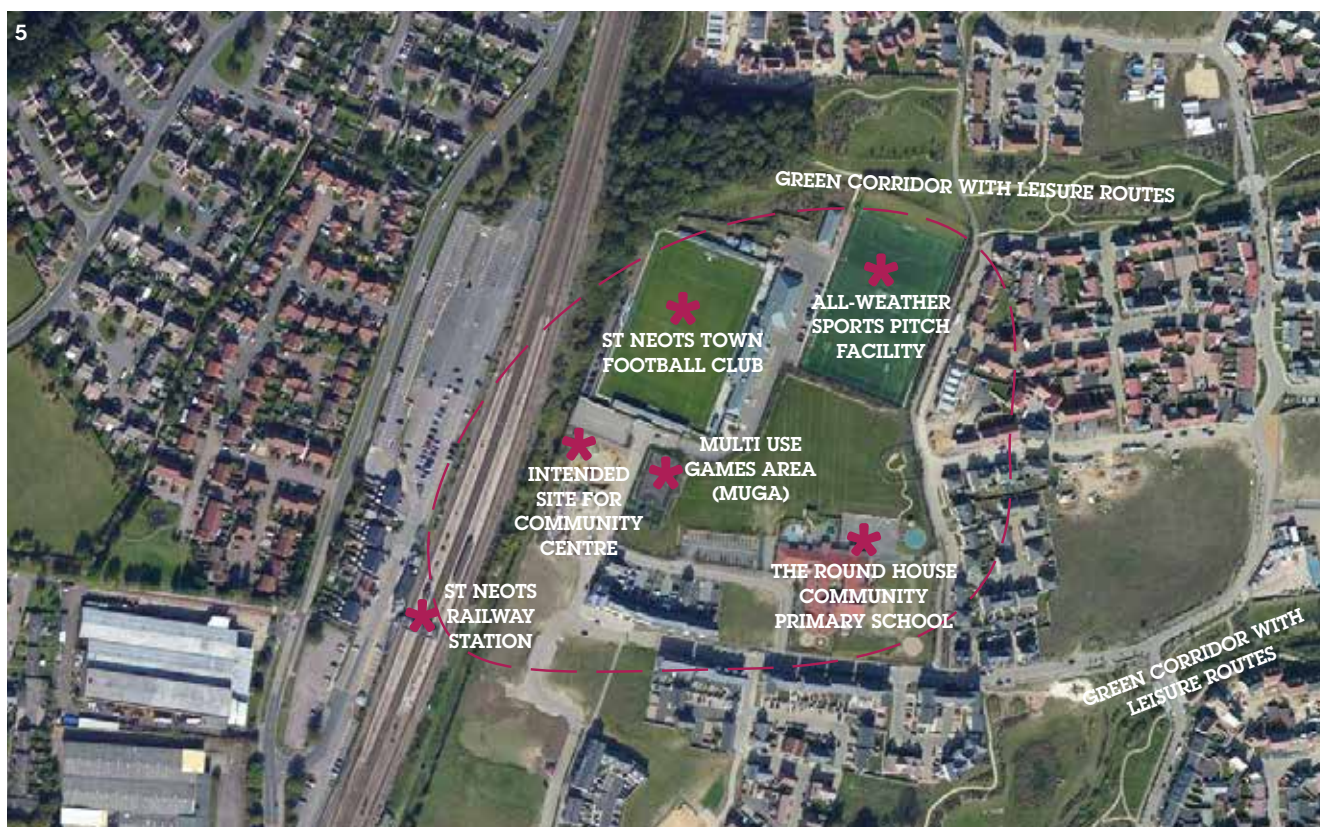 5
GREEN CORRIDOR WITH LEISURE ROUTES
ALL-WEATHER
SPORTS PITCH
FACILITY
ST NEOTS TOWN
FOOTBALL CLUB
MULTI USE
GAMES AREA
(MUGA)
INTENDED
SITE FOR
COMMUNITY
CENTRE
THE ROUND HOUSE
COMMUNITY
PRIMARY SCHOOL
ST NEOTS
RAILWAY
STATION
GREEN CORRIDOR WITH
LEISURE ROUTES